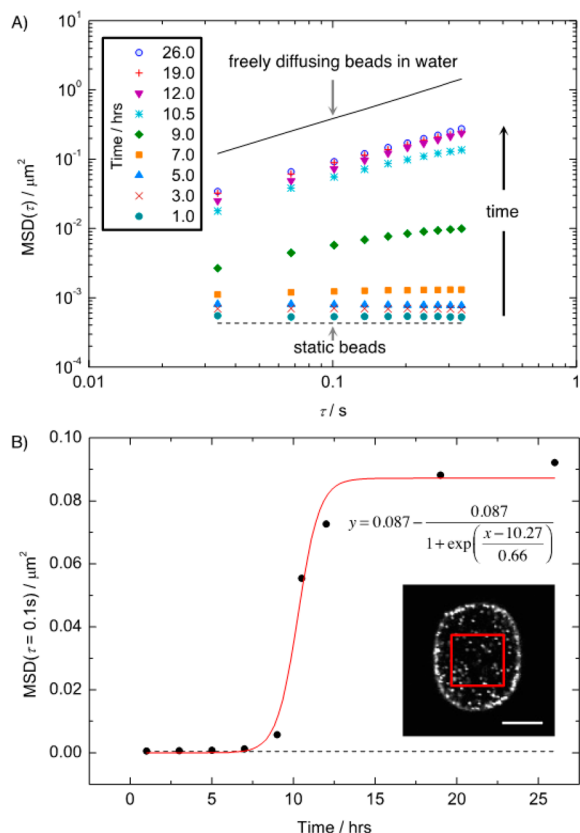 A)
MSD(τ) / μm²
10¹
10⁰
10⁻¹
10⁻²
10⁻³
10⁻⁴
Time / hrs
26.0
19.0
12.0
10.5
9.0
7.0
5.0
3.0
1.0
freely diffusing beads in water
time
static beads
0.01
0.1
1
τ / s
B)
MSD(τ = 0.1s) / μm²
0.10
0.08
0.06
0.04
0.02
0.00
y = 0.087 − 0.087 / (1 + exp((x − 10.27) / 0.66))
0
5
10
15
20
25
Time / hrs